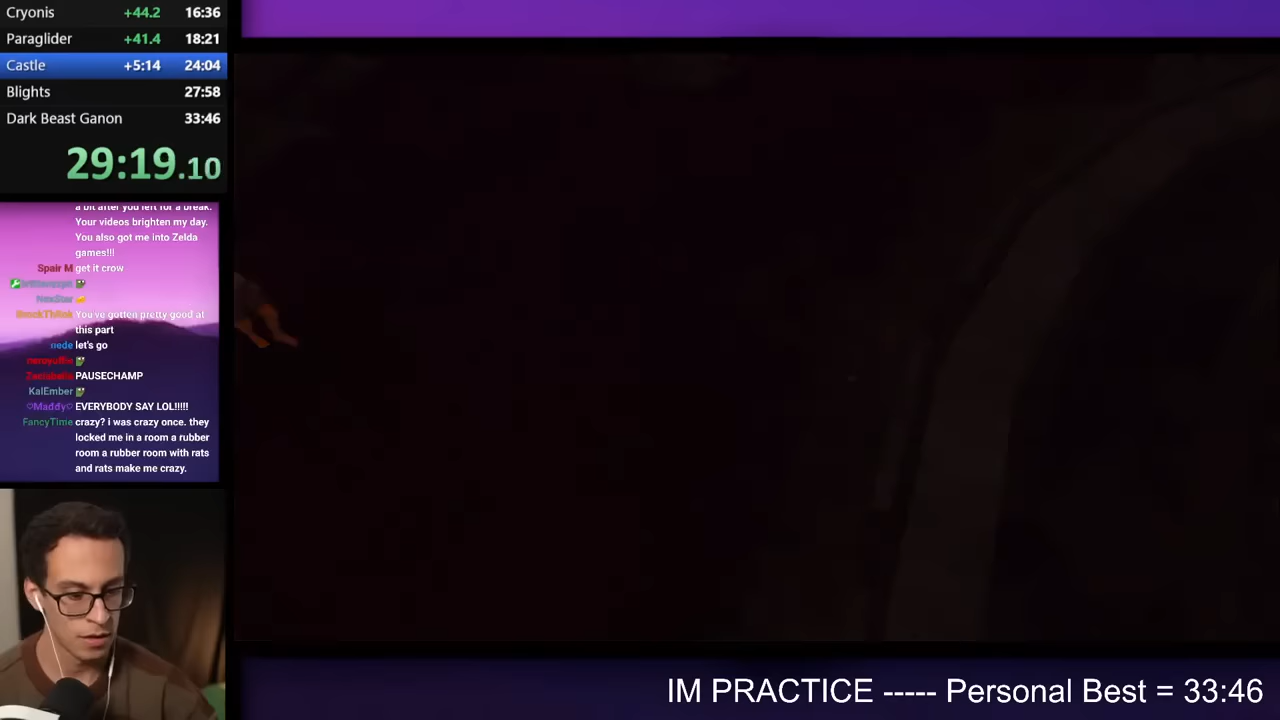 Cryonis +44.2 16:36
Paraglider +41.4 18:21
Castle +5:14 24:04
Blights 27:58
Dark Beast Ganon 33:46
29:19.10
a bit after you left for a break.
Your videos brighten my day.
You also got me into Zelda
games!!!
Spair M get it crow
NexStar
You've gotten pretty good at
this part
nede let's go
PAUSECHAMP
KalEmber
♡Maddy♡ EVERYBODY SAY LOL!!!!!
FancyTime crazy? i was crazy once. they
locked me in a room a rubber
room a rubber room with rats
and rats make me crazy.
IM PRACTICE ----- Personal Best = 33:46